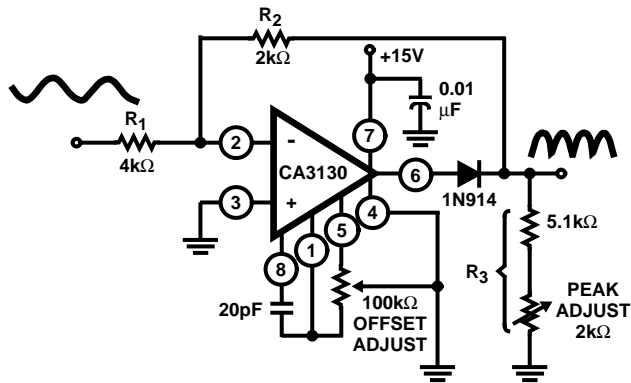 R2
2kΩ
+15V
0.01
μF
R1
4kΩ
2
-
7
CA3130
6
1N914
3
+
4
5
1
8
5.1kΩ
R3
20pF
100kΩ
OFFSET
ADJUST
PEAK
ADJUST
2kΩ